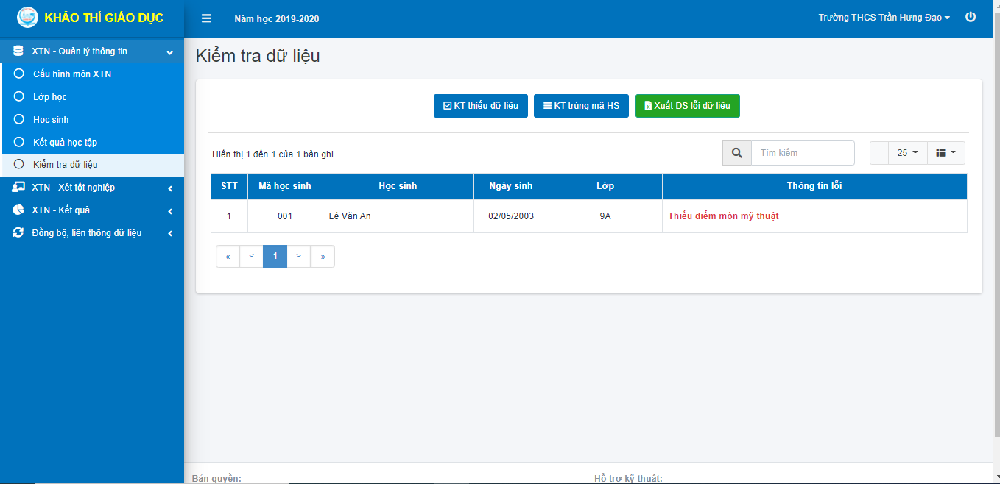 KHẢO THÍ GIÁO DỤC
Năm học 2019-2020
Trường THCS Trần Hưng Đạo
XTN - Quản lý thông tin
Cấu hình môn XTN
Lớp học
Học sinh
Kết quả học tập
Kiểm tra dữ liệu
XTN - Xét tốt nghiệp
XTN - Kết quả
Đồng bộ, liên thông dữ liệu
Kiểm tra dữ liệu
KT thiếu dữ liệu KT trùng mã HS Xuất DS lỗi dữ liệu
Hiển thị 1 đến 1 của 1 bản ghi Tìm kiếm 25
STT Mã học sinh Học sinh Ngày sinh Lớp Thông tin lỗi
1 001 Lê Văn An 02/05/2003 9A Thiếu điểm môn mỹ thuật
« < 1 > »
Bản quyền: Hỗ trợ kỹ thuật: